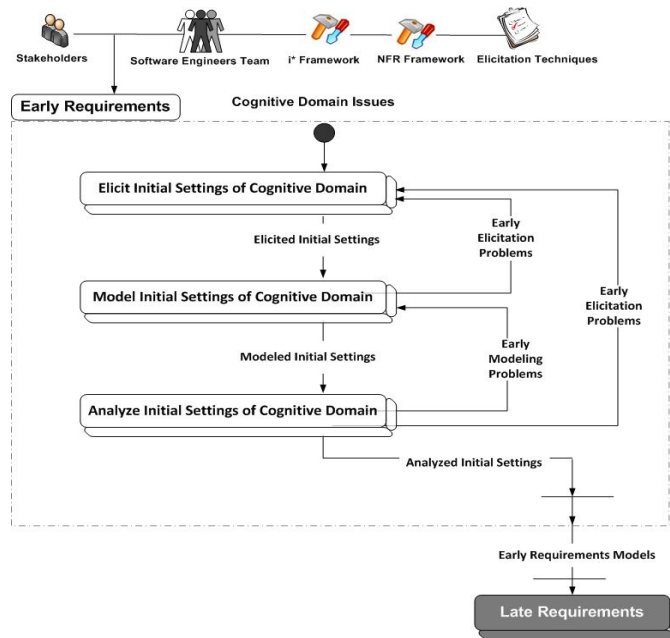 Stakeholders
Software Engineers Team
i* Framework
NFR Framework
Elicitation Techniques
Early Requirements
Cognitive Domain Issues
Elicit Initial Settings of Cognitive Domain
Elicited Initial Settings
Early
Elicitation
Problems
Model Initial Settings of Cognitive Domain
Early
Elicitation
Problems
Modeled Initial Settings
Early
Modeling
Problems
Analyze Initial Settings of Cognitive Domain
Analyzed Initial Settings
Early Requirements Models
Late Requirements